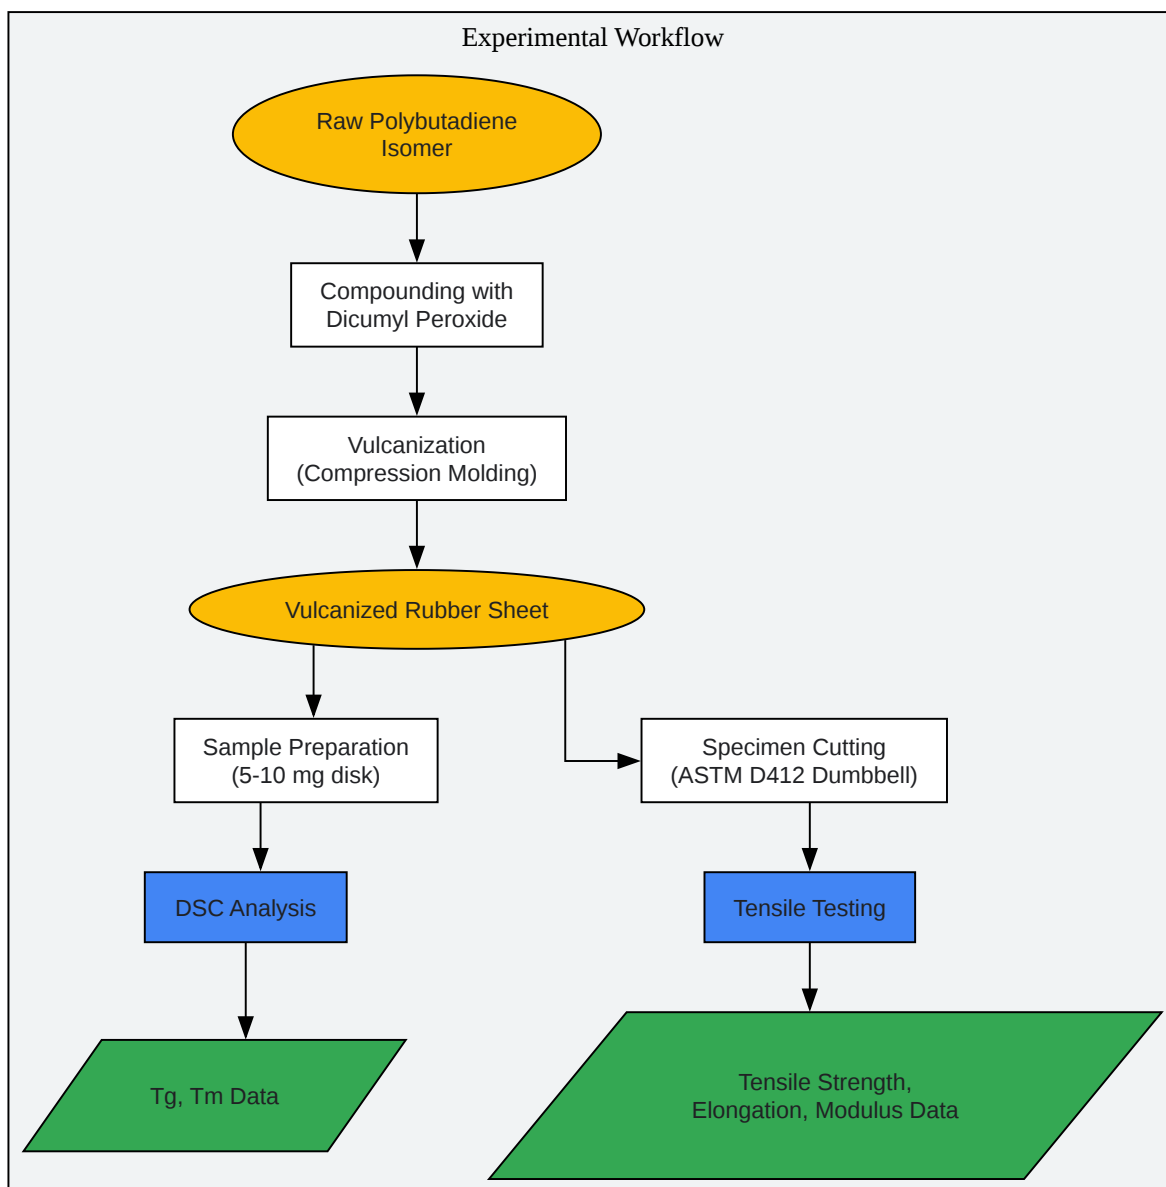 Experimental Workflow
Raw Polybutadiene
Isomer
Compounding with
Dicumyl Peroxide
Vulcanization
(Compression Molding)
Vulcanized Rubber Sheet
Sample Preparation
(5-10 mg disk)
Specimen Cutting
(ASTM D412 Dumbbell)
DSC Analysis
Tensile Testing
Tg, Tm Data
Tensile Strength,
Elongation, Modulus Data